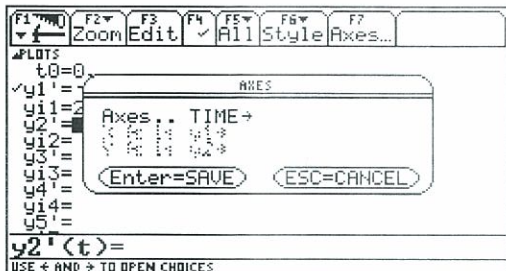 F1 F2 Zoom F3 Edit F4 ✓ F5 All F6 Style F7 Axes...
PLOTS
t0=0.
✓y1'=
yi1=2
y2'=
yi2=
y3'=
yi3=
y4'=
yi4=
y5'=
AXES
Axes.. TIME→
Enter=SAVE ESC=CANCEL
y2'(t)=
USE ← AND → TO OPEN CHOICES